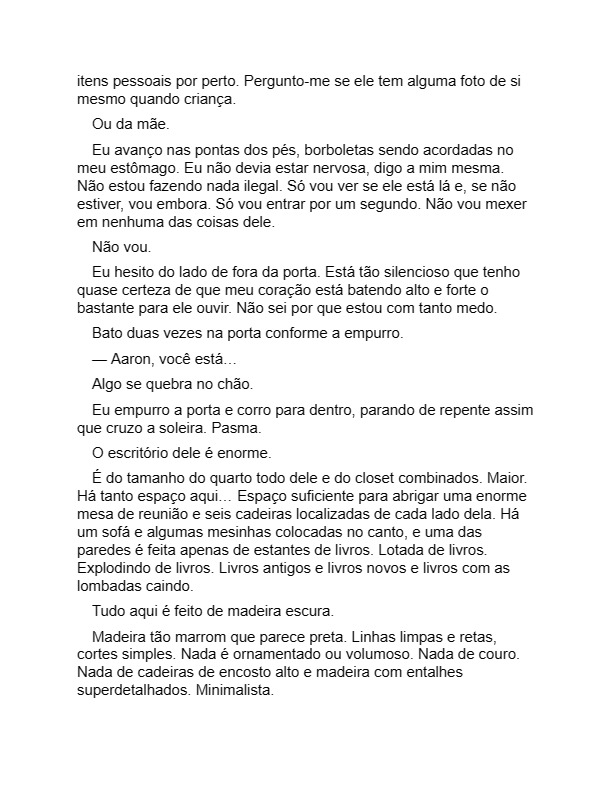 itens pessoais por perto. Pergunto-me se ele tem alguma foto de si
mesmo quando criança.
Ou da mãe.
Eu avanço nas pontas dos pés, borboletas sendo acordadas no
meu estômago. Eu não devia estar nervosa, digo a mim mesma.
Não estou fazendo nada ilegal. Só vou ver se ele está lá e, se não
estiver, vou embora. Só vou entrar por um segundo. Não vou mexer
em nenhuma das coisas dele.
Não vou.
Eu hesito do lado de fora da porta. Está tão silencioso que tenho
quase certeza de que meu coração está batendo alto e forte o
bastante para ele ouvir. Não sei por que estou com tanto medo.
Bato duas vezes na porta conforme a empurro.
— Aaron, você está…
Algo se quebra no chão.
Eu empurro a porta e corro para dentro, parando de repente assim
que cruzo a soleira. Pasma.
O escritório dele é enorme.
É do tamanho do quarto todo dele e do closet combinados. Maior.
Há tanto espaço aqui… Espaço suficiente para abrigar uma enorme
mesa de reunião e seis cadeiras localizadas de cada lado dela. Há
um sofá e algumas mesinhas colocadas no canto, e uma das
paredes é feita apenas de estantes de livros. Lotada de livros.
Explodindo de livros. Livros antigos e livros novos e livros com as
lombadas caindo.
Tudo aqui é feito de madeira escura.
Madeira tão marrom que parece preta. Linhas limpas e retas,
cortes simples. Nada é ornamentado ou volumoso. Nada de couro.
Nada de cadeiras de encosto alto e madeira com entalhes
superdetalhados. Minimalista.